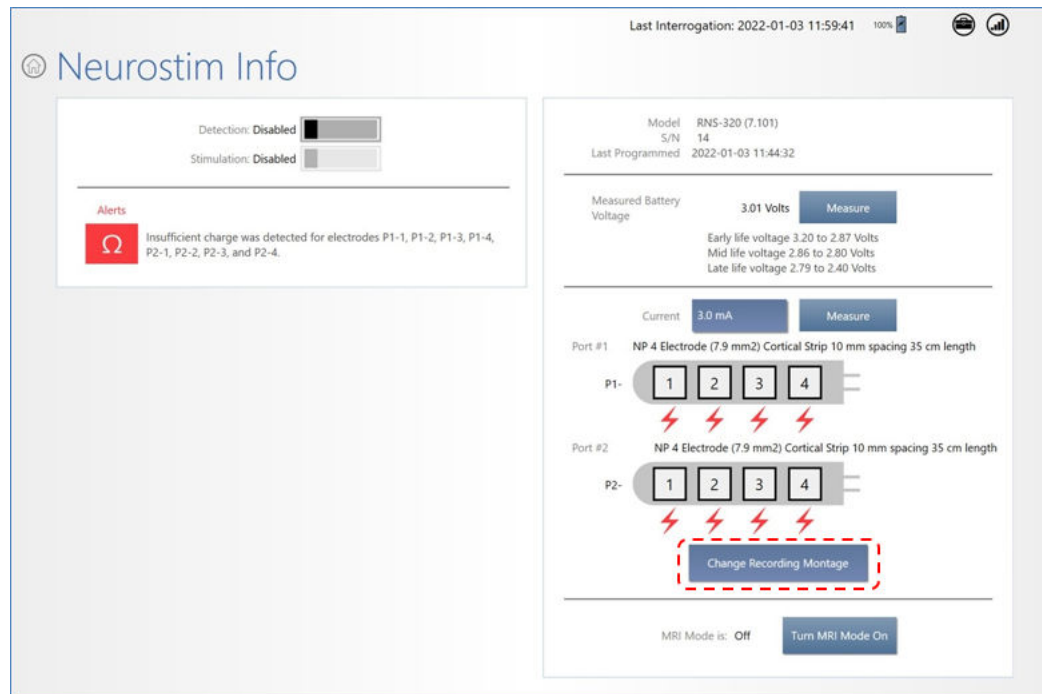 Last Interrogation: 2022-01-03 11:59:41 100%
Neurostim Info
Detection: Disabled
Stimulation: Disabled
Alerts
Ω
Insufficient charge was detected for electrodes P1-1, P1-2, P1-3, P1-4,
P2-1, P2-2, P2-3, and P2-4.
Model RNS-320 (7.101)
S/N 14
Last Programmed 2022-01-03 11:44:32
Measured Battery
Voltage
3.01 Volts Measure
Early life voltage 3.20 to 2.87 Volts
Mid life voltage 2.86 to 2.80 Volts
Late life voltage 2.79 to 2.40 Volts
Current 3.0 mA Measure
Port #1 NP 4 Electrode (7.9 mm2) Cortical Strip 10 mm spacing 35 cm length
P1- 1 2 3 4
Port #2 NP 4 Electrode (7.9 mm2) Cortical Strip 10 mm spacing 35 cm length
P2- 1 2 3 4
Change Recording Montage
MRI Mode is: Off Turn MRI Mode On